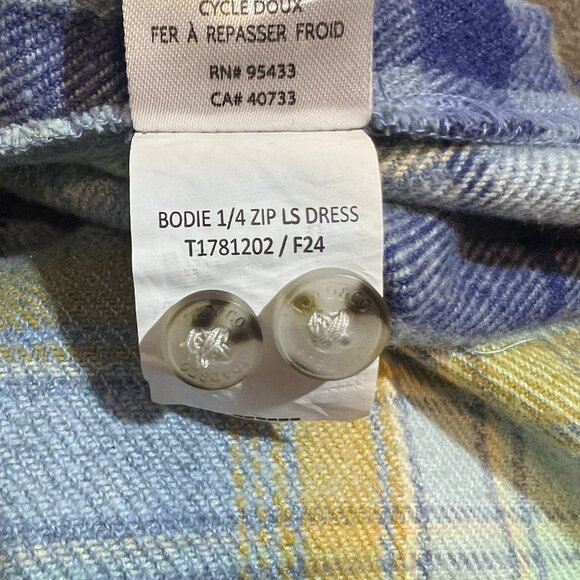 CYCLE DOUX
FER À REPASSER FROID
RN# 95433
CA# 40733
BODIE 1/4 ZIP LS DRESS
T1781202 / F24